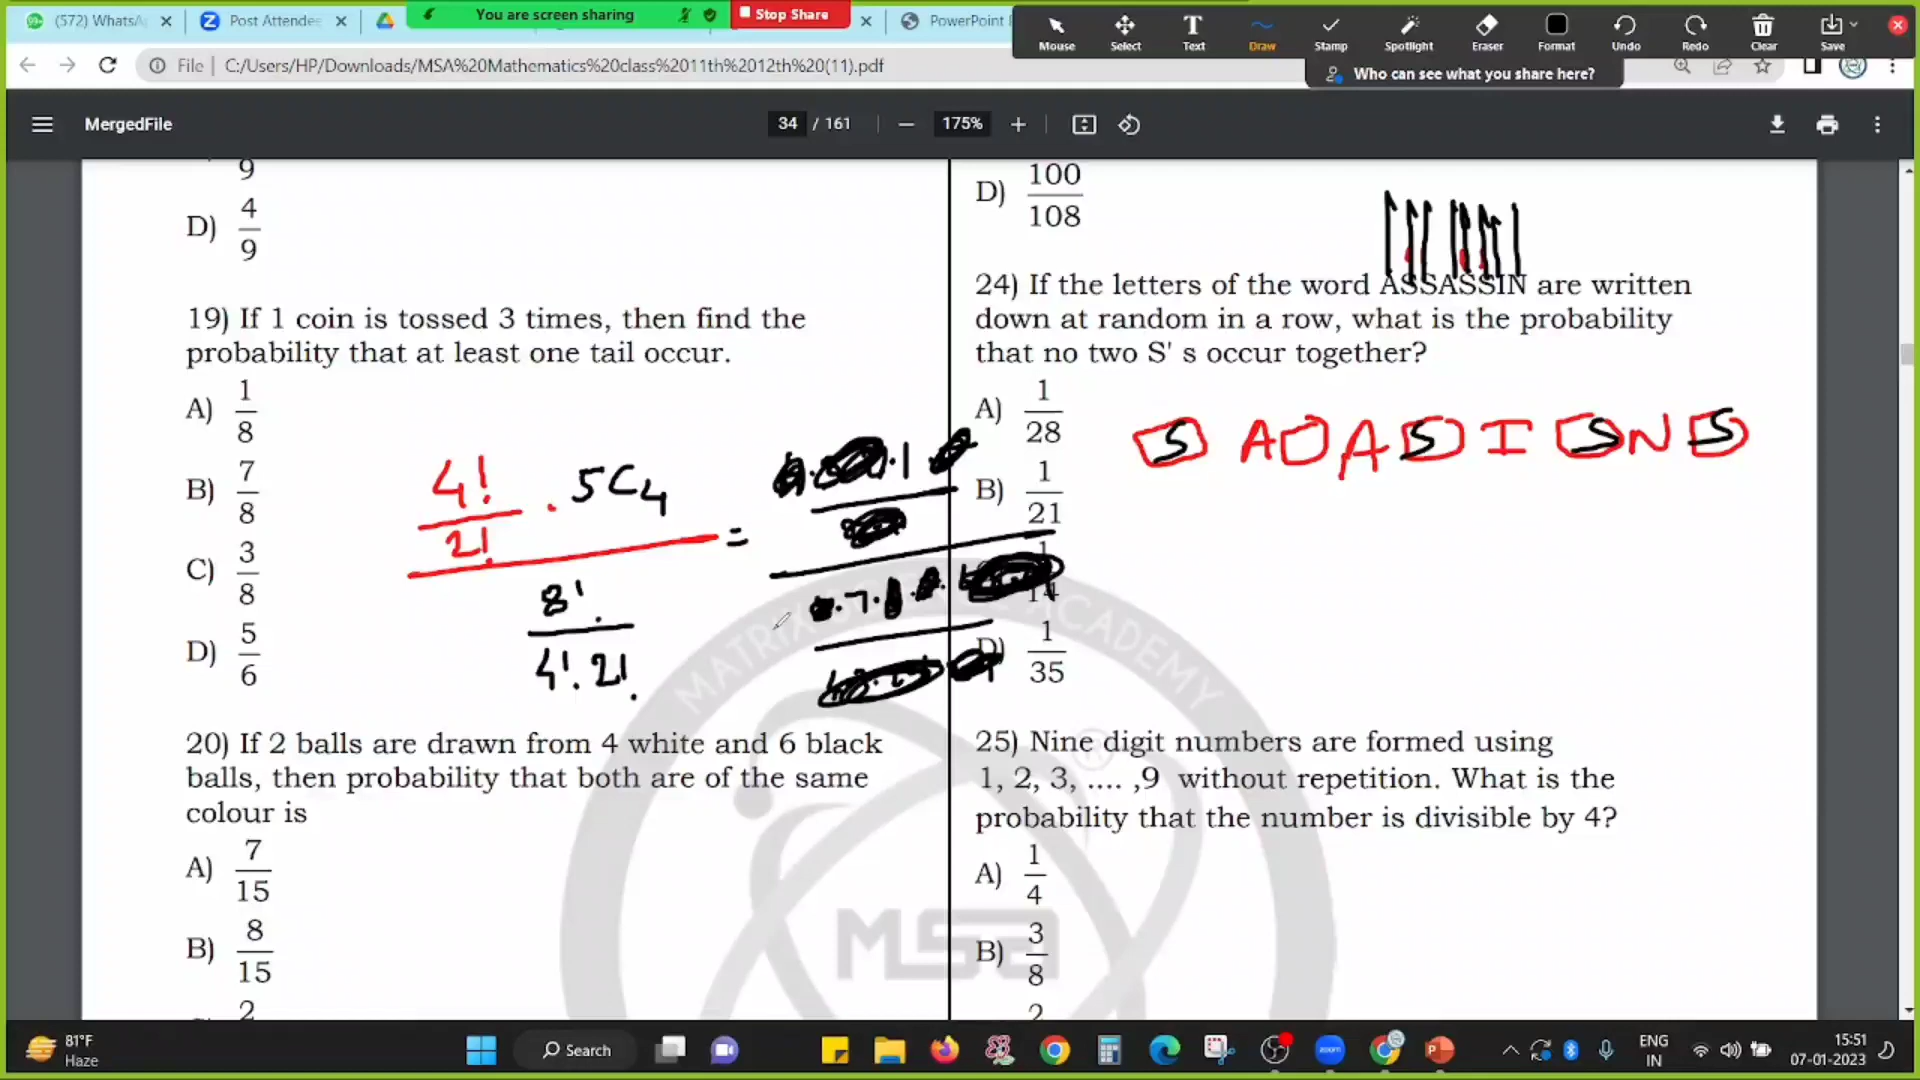 (572) WhatsA
Post Attendee
You are screen sharing
Stop Share
PowerPoint
Mouse
Select
Text
Draw
Stamp
Spotlight
Eraser
Format
Undo
Redo
Clear
Save
File
C:/Users/HP/Downloads/MSA%20Mathematics%20class%2011th%2012th%20(11).pdf
Who can see what you share here?
MergedFile
34 / 161
175%
9
D) 4/9
19) If 1 coin is tossed 3 times, then find the
probability that at least one tail occur.
A) 1/8
B) 7/8
C) 3/8
D) 5/6
4!
2!
. 5C4
=
8!
4!.2!
20) If 2 balls are drawn from 4 white and 6 black
balls, then probability that both are of the same
colour is
A) 7/15
B) 8/15
2
D) 100/108
24) If the letters of the word ASSASSIN are written
down at random in a row, what is the probability
that no two S' s occur together?
A) 1/28
B) 1/21
14
D) 1/35
S A A S I S N S
25) Nine digit numbers are formed using
1, 2, 3, .... ,9 without repetition. What is the
probability that the number is divisible by 4?
A) 1/4
B) 3/8
2
ACADEMY
MSa
®
81°F
Haze
Search
zoom
ENG
IN
15:51
07-01-2023